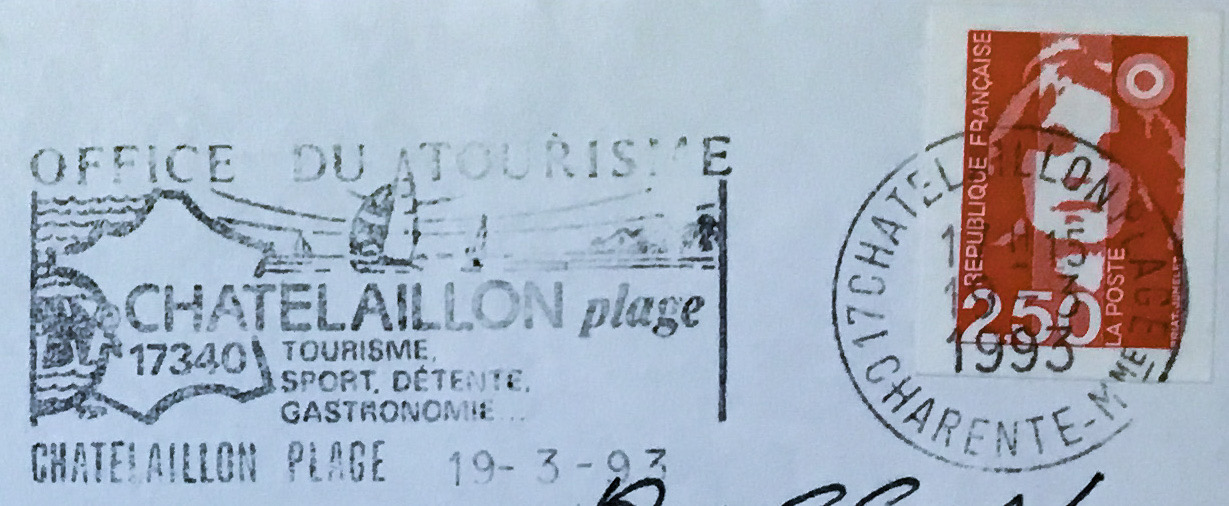 OFFICE DU TOURISME
CHATELAILLON plage
17340
TOURISME,
SPORT, DÉTENTE,
GASTRONOMIE...
CHATELAILLON PLAGE 19-3-93
RÉPUBLIQUE FRANÇAISE
2,50
LA POSTE
17 CHATELAILLON PLAGE
1993
CHARENTE-MME